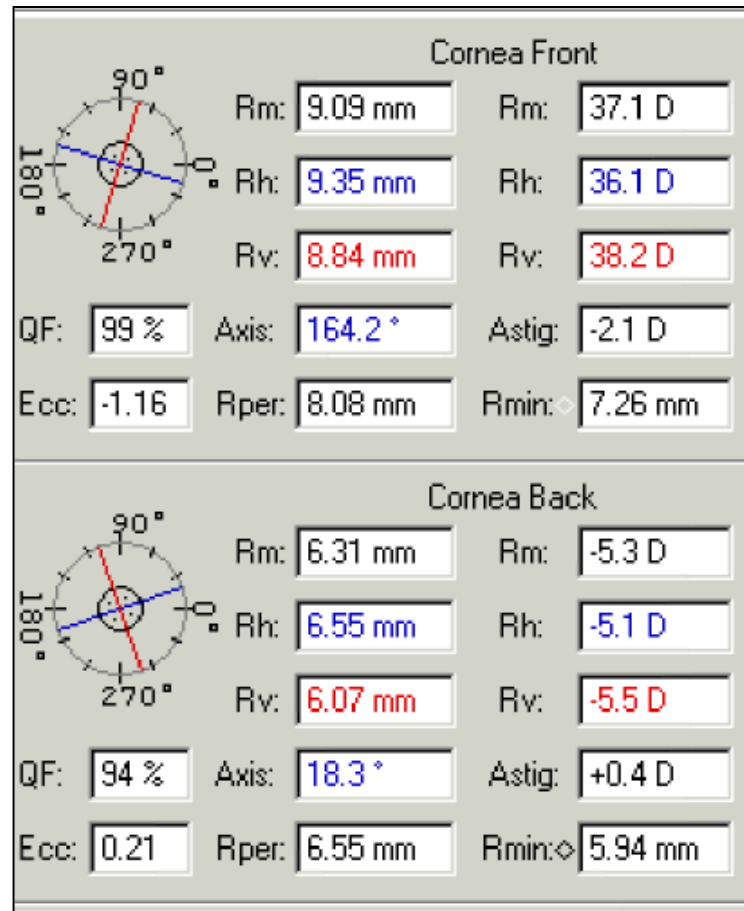 Cornea Front
90°
Rm: 9.09 mm Rm: 37.1 D
180° 0° Rh: 9.35 mm Rh: 36.1 D
270° Rv: 8.84 mm Rv: 38.2 D
QF: 99 % Axis: 164.2 ° Astig: -2.1 D
Ecc: -1.16 Rper: 8.08 mm Rmin: 7.26 mm
Cornea Back
90°
Rm: 6.31 mm Rm: -5.3 D
180° 0° Rh: 6.55 mm Rh: -5.1 D
270° Rv: 6.07 mm Rv: -5.5 D
QF: 94 % Axis: 18.3 ° Astig: +0.4 D
Ecc: 0.21 Rper: 6.55 mm Rmin: 5.94 mm